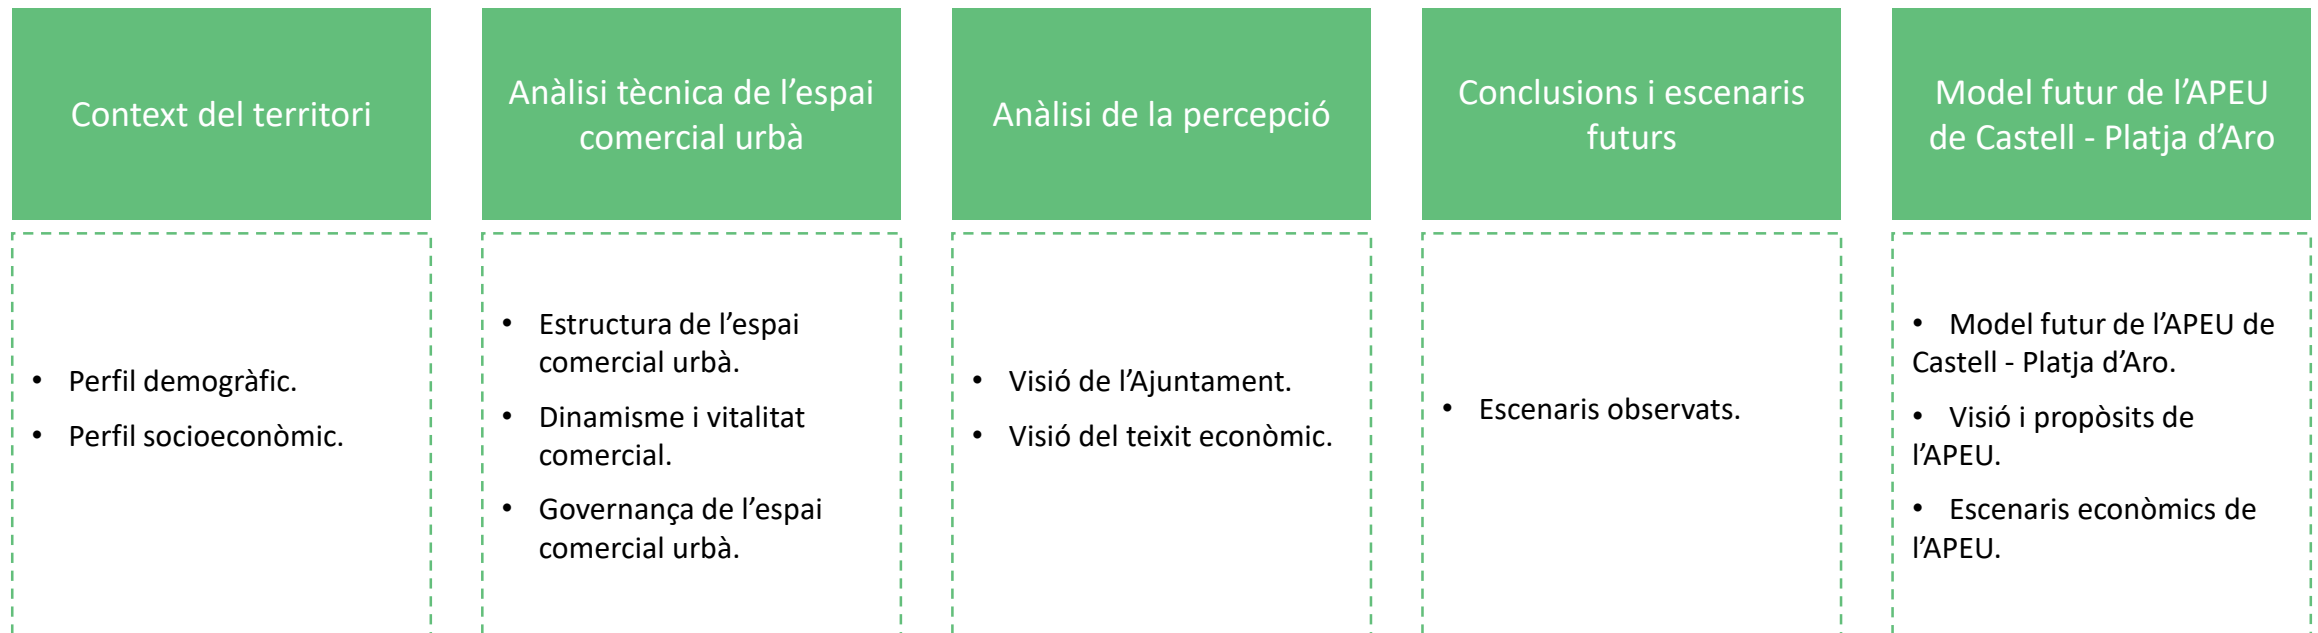 Context del territori
Anàlisi tècnica de l’espai
comercial urbà
Anàlisi de la percepció
Conclusions i escenaris
futurs
Model futur de l’APEU
de Castell - Platja d’Aro
• Perfil demogràfic.
• Perfil socioeconòmic.
• Estructura de l’espai
comercial urbà.
• Dinamisme i vitalitat
comercial.
• Governança de l’espai
comercial urbà.
• Visió de l’Ajuntament.
• Visió del teixit econòmic.
• Escenaris observats.
• Model futur de l’APEU de
Castell - Platja d’Aro.
• Visió i propòsits de
l’APEU.
• Escenaris econòmics de
l’APEU.